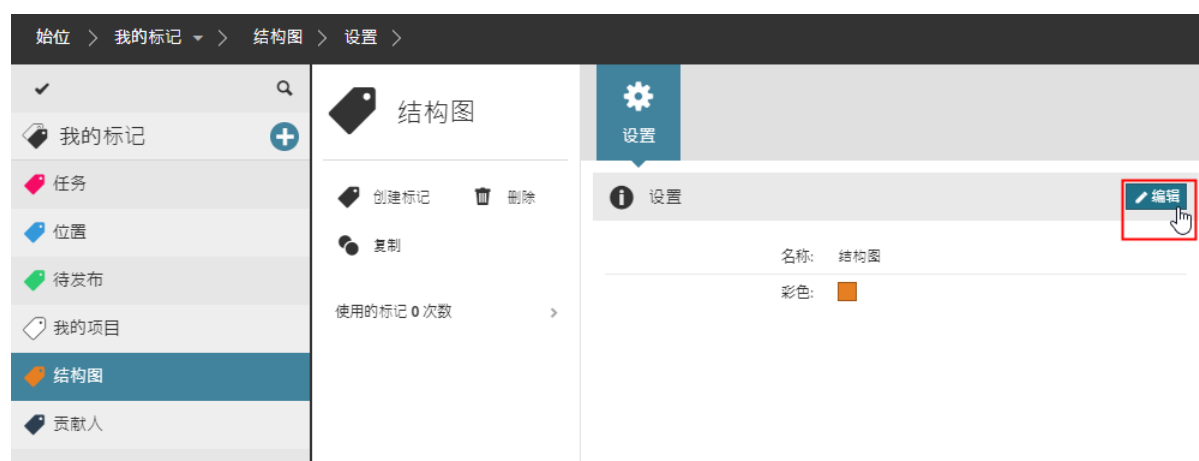 始位 > 我的标记 > 结构图 > 设置 >
我的标记
任务
位置
待发布
我的项目
结构图
贡献人
结构图
创建标记 删除
复制
使用的标记 0 次数 >
设置
设置 编辑
名称: 结构图
彩色: